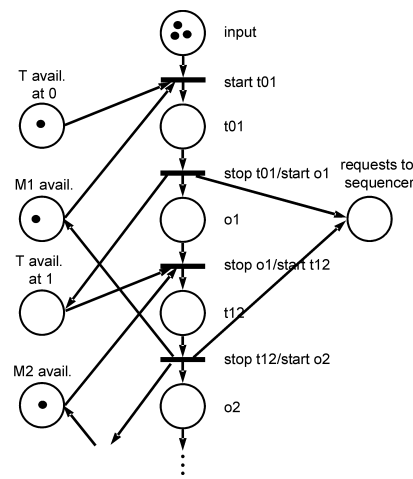 input
T avail.
at 0
start t01
t01
M1 avail.
stop t01/start o1
requests to
sequencer
o1
T avail.
at 1
stop o1/start t12
t12
M2 avail.
stop t12/start o2
o2